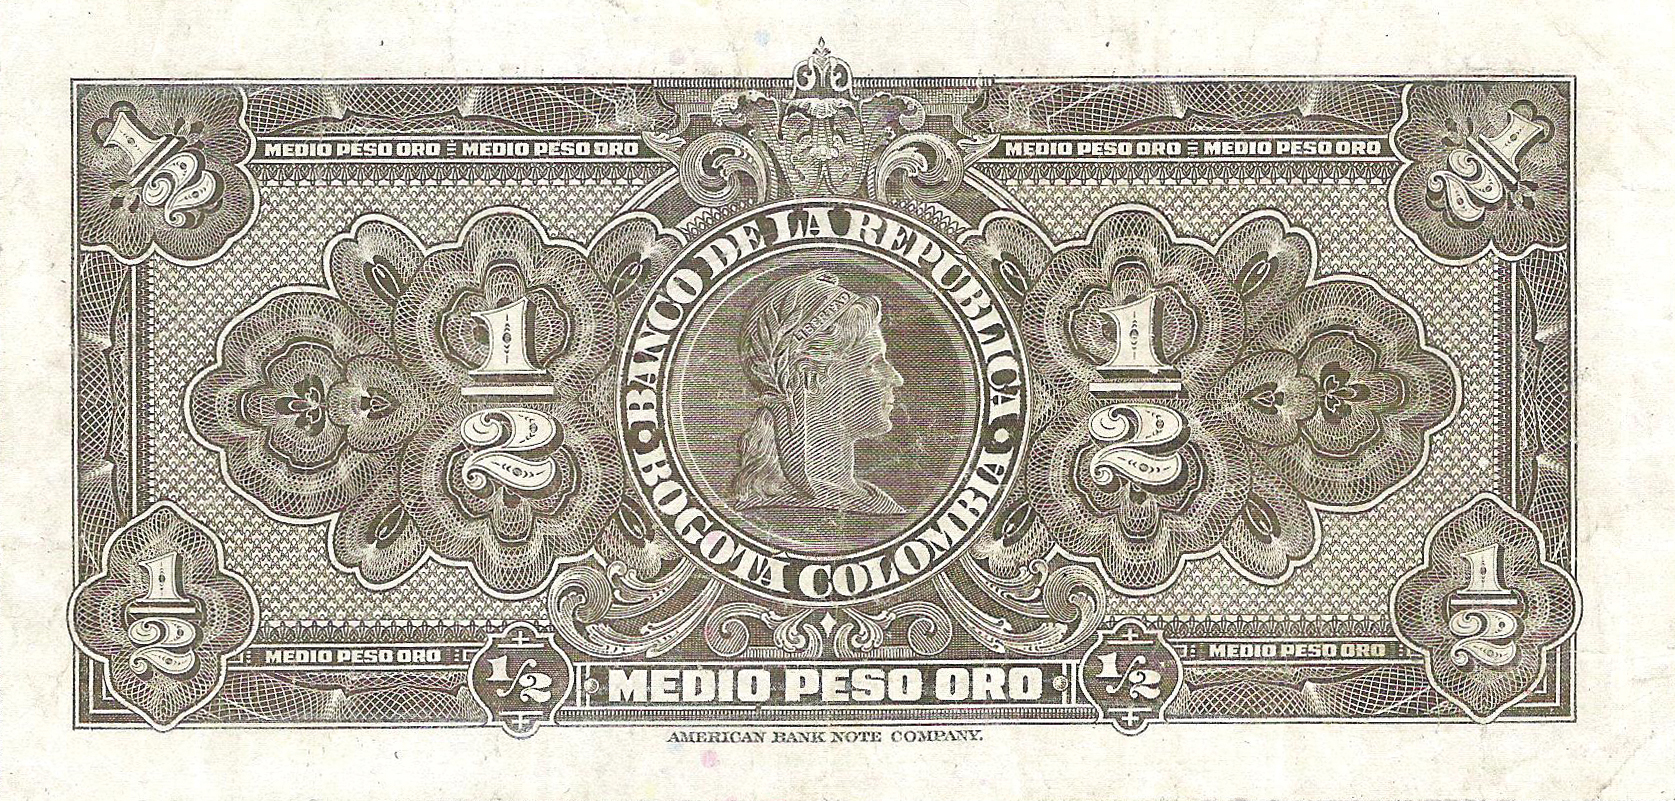 1/2
1/2
MEDIO PESO ORO = MEDIO PESO ORO
MEDIO PESO ORO = MEDIO PESO ORO
BANCO DE LA REPÚBLICA
1/2
1/2
BOGOTÁ COLOMBIA
1/2
1/2
MEDIO PESO ORO
MEDIO PESO ORO
1/2
MEDIO PESO ORO
1/2
AMERICAN BANK NOTE COMPANY.